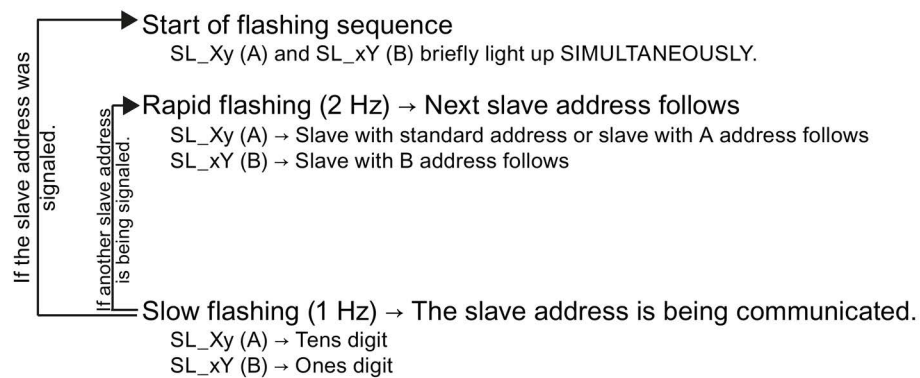 Start of flashing sequence
SL_Xy (A) and SL_xY (B) briefly light up SIMULTANEOUSLY.
If the slave address was
signaled.
Rapid flashing (2 Hz) → Next slave address follows
SL_Xy (A) → Slave with standard address or slave with A address follows
SL_xY (B) → Slave with B address follows
If another slave address
is being signaled.
Slow flashing (1 Hz) → The slave address is being communicated.
SL_Xy (A) → Tens digit
SL_xY (B) → Ones digit